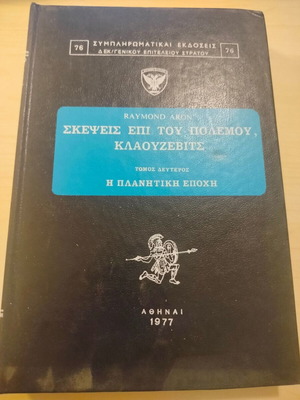 76 ΣΥΜΠΛΗΡΩΜΑΤΙΚΑΙ ΕΚΔΟΣΕΙΣ 76
ΔΕΚ/ΓΕΝΙΚΟΥ ΕΠΙΤΕΛΕΙΟΥ ΣΤΡΑΤΟΥ
RAYMOND ARON
ΣΚΕΨΕΙΣ ΕΠΙ ΤΟΥ ΠΟΛΕΜΟΥ,
ΚΛΑΟΥΖΕΒΙΤΣ
ΤΟΜΟΣ ΔΕΥΤΕΡΟΣ
Η ΠΛΑΝΗΤΙΚΗ ΕΠΟΧΗ
ΑΘΗΝΑΙ
1977